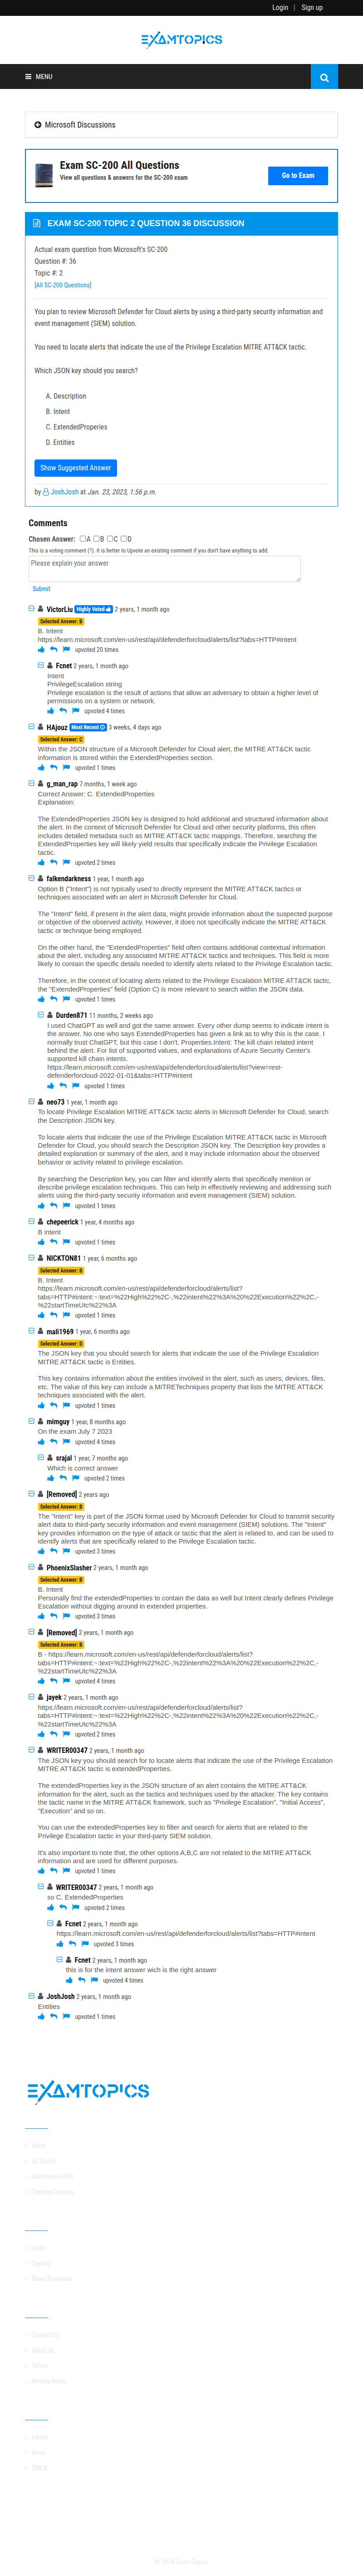 Login | Sign up
EXAMTOPICS
MENU
Microsoft Discussions
Exam SC-200 All Questions
View all questions & answers for the SC-200 exam
Go to Exam
EXAM SC-200 TOPIC 2 QUESTION 36 DISCUSSION
Actual exam question from Microsoft's SC-200
Question #: 36
Topic #: 2
[All SC-200 Questions]
You plan to review Microsoft Defender for Cloud alerts by using a third-party security information and
event management (SIEM) solution.
You need to locate alerts that indicate the use of the Privilege Escalation MITRE ATT&CK tactic.
Which JSON key should you search?
A. Description
B. Intent
C. ExtendedProperies
D. Entities
Show Suggested Answer
by JoshJosh at Jan. 23, 2023, 1:56 p.m.
Comments
Chosen Answer: A B C D
This is a voting comment (?). It is better to Upvote an existing comment if you don't have anything to add.
Please explain your answer
Submit
VictorLiu Highly Voted 2 years, 1 month ago
Selected Answer: B
B. Intent
https://learn.microsoft.com/en-us/rest/api/defenderforcloud/alerts/list?tabs=HTTP#intent
upvoted 20 times
Fcnet 2 years, 1 month ago
Intent
PrivilegeEscalation string
Privilege escalation is the result of actions that allow an adversary to obtain a higher level of
permissions on a system or network.
upvoted 4 times
HAjouz Most Recent 3 weeks, 4 days ago
Selected Answer: C
Within the JSON structure of a Microsoft Defender for Cloud alert, the MITRE ATT&CK tactic
information is stored within the ExtendedProperties section.
upvoted 1 times
g_man_rap 7 months, 1 week ago
Correct Answer: C. ExtendedProperties
Explanation:
The ExtendedProperties JSON key is designed to hold additional and structured information about
the alert. In the context of Microsoft Defender for Cloud and other security platforms, this often
includes detailed metadata such as MITRE ATT&CK tactic mappings. Therefore, searching the
ExtendedProperties key will likely yield results that specifically indicate the Privilege Escalation
tactic.
upvoted 2 times
falkendarkness 1 year, 1 month ago
Option B ("Intent") is not typically used to directly represent the MITRE ATT&CK tactics or
techniques associated with an alert in Microsoft Defender for Cloud.
The "Intent" field, if present in the alert data, might provide information about the suspected purpose
or objective of the observed activity. However, it does not specifically indicate the MITRE ATT&CK
tactic or technique being employed.
On the other hand, the "ExtendedProperties" field often contains additional contextual information
about the alert, including any associated MITRE ATT&CK tactics and techniques. This field is more
likely to contain the specific details needed to identify alerts related to the Privilege Escalation tactic.
Therefore, in the context of locating alerts related to the Privilege Escalation MITRE ATT&CK tactic,
the "ExtendedProperties" field (Option C) is more relevant to search within the JSON data.
upvoted 1 times
Durden871 11 months, 2 weeks ago
I used ChatGPT as well and got the same answer. Every other dump seems to indicate intent is
the answer. No one who says ExtendedProperties has given a link as to why this is the case. I
normally trust ChatGPT, but this case I don't. Properties.Intent: The kill chain related intent
behind the alert. For list of supported values, and explanations of Azure Security Center's
supported kill chain intents.
https://learn.microsoft.com/en-us/rest/api/defenderforcloud/alerts/list?view=rest-
defenderforcloud-2022-01-01&tabs=HTTP#intent
upvoted 1 times
neo73 1 year, 1 month ago
To locate Privilege Escalation MITRE ATT&CK tactic alerts in Microsoft Defender for Cloud, search
the Description JSON key.
To locate alerts that indicate the use of the Privilege Escalation MITRE ATT&CK tactic in Microsoft
Defender for Cloud, you should search the Description JSON key. The Description key provides a
detailed explanation or summary of the alert, and it may include information about the observed
behavior or activity related to privilege escalation.
By searching the Description key, you can filter and identify alerts that specifically mention or
describe privilege escalation techniques. This can help in effectively reviewing and addressing such
alerts using the third-party security information and event management (SIEM) solution.
upvoted 1 times
chepeerick 1 year, 4 months ago
B intent
upvoted 1 times
NICKTON81 1 year, 6 months ago
Selected Answer: B
B. Intent
https://learn.microsoft.com/en-us/rest/api/defenderforcloud/alerts/list?
tabs=HTTP#intent:~:text=%22High%22%2C-,%22intent%22%3A%20%22Execution%22%2C,-
%22startTimeUtc%22%3A
upvoted 1 times
mali1969 1 year, 6 months ago
Selected Answer: D
The JSON key that you should search for alerts that indicate the use of the Privilege Escalation
MITRE ATT&CK tactic is Entities.
This key contains information about the entities involved in the alert, such as users, devices, files,
etc. The value of this key can include a MITRETechniques property that lists the MITRE ATT&CK
techniques associated with the alert.
upvoted 1 times
mimguy 1 year, 8 months ago
On the exam July 7 2023
upvoted 4 times
srajal 1 year, 7 months ago
Which is correct answer
upvoted 2 times
[Removed] 2 years ago
Selected Answer: B
The "Intent" key is part of the JSON format used by Microsoft Defender for Cloud to transmit security
alert data to third-party security information and event management (SIEM) solutions. The "Intent"
key provides information on the type of attack or tactic that the alert is related to, and can be used to
identify alerts that are specifically related to the Privilege Escalation tactic.
upvoted 3 times
PhoenixSlasher 2 years, 1 month ago
Selected Answer: B
B. Intent
Personally find the extendedProperties to contain the data as well but Intent clearly defines Privilege
Escalation without digging around in extended properties.
upvoted 3 times
[Removed] 2 years, 1 month ago
Selected Answer: B
B - https://learn.microsoft.com/en-us/rest/api/defenderforcloud/alerts/list?
tabs=HTTP#intent:~:text=%22High%22%2C-,%22intent%22%3A%20%22Execution%22%2C,-
%22startTimeUtc%22%3A
upvoted 4 times
jayek 2 years, 1 month ago
https://learn.microsoft.com/en-us/rest/api/defenderforcloud/alerts/list?
tabs=HTTP#intent:~:text=%22High%22%2C-,%22intent%22%3A%20%22Execution%22%2C,-
%22startTimeUtc%22%3A
upvoted 2 times
WRITER00347 2 years, 1 month ago
The JSON key you should search for to locate alerts that indicate the use of the Privilege Escalation
MITRE ATT&CK tactic is extendedProperties.
The extendedProperties key in the JSON structure of an alert contains the MITRE ATT&CK
information for the alert, such as the tactics and techniques used by the attacker. The key contains
the tactic name in the MITRE ATT&CK framework, such as "Privilege Escalation", "Initial Access",
"Execution" and so on.
You can use the extendedProperties key to filter and search for alerts that are related to the
Privilege Escalation tactic in your third-party SIEM solution.
It's also important to note that, the other options A,B,C are not related to the MITRE ATT&CK
information and are used for different purposes.
upvoted 1 times
WRITER00347 2 years, 1 month ago
so C. ExtendedProperties
upvoted 2 times
Fcnet 2 years, 1 month ago
https://learn.microsoft.com/en-us/rest/api/defenderforcloud/alerts/list?tabs=HTTP#intent
upvoted 3 times
Fcnet 2 years, 1 month ago
this is for the intent answer wich is the right answer
upvoted 4 times
JoshJosh 2 years, 1 month ago
Entities
upvoted 1 times
EXAMTOPICS
Home
All Exams
Examtopics PRO
Training Courses
Login
Sign up
Reset Password
Contact Us
About Us
Terms
Privacy Policy
Forum
News
DMCA
© 2024 ExamTopics